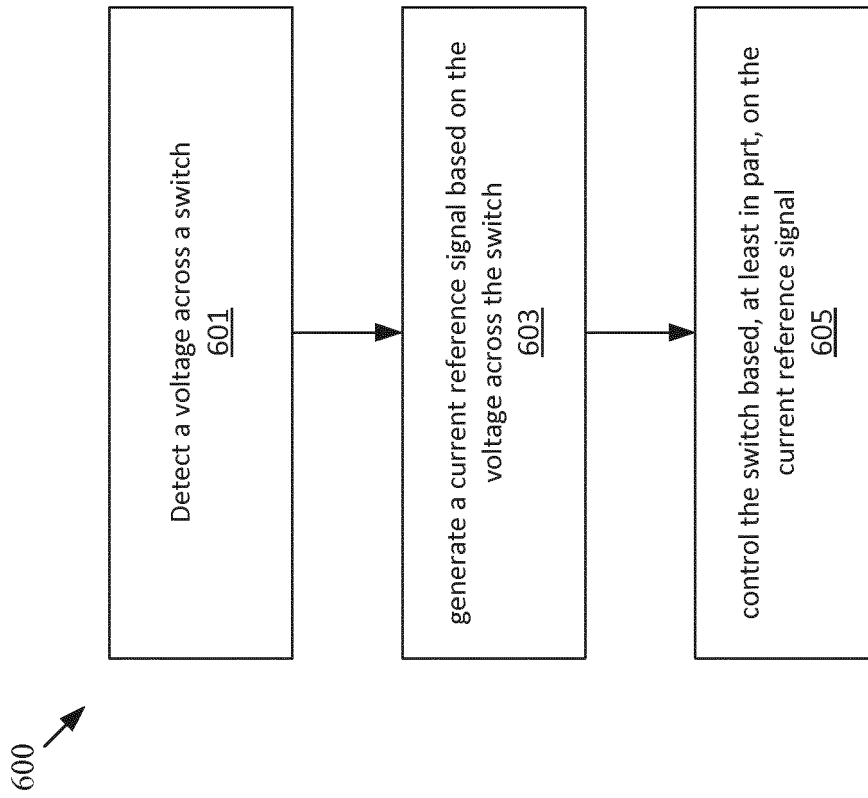 600
Detect a voltage across a switch
601
generate a current reference signal based on the
voltage across the switch
603
control the switch based, at least in part, on the
current reference signal
605